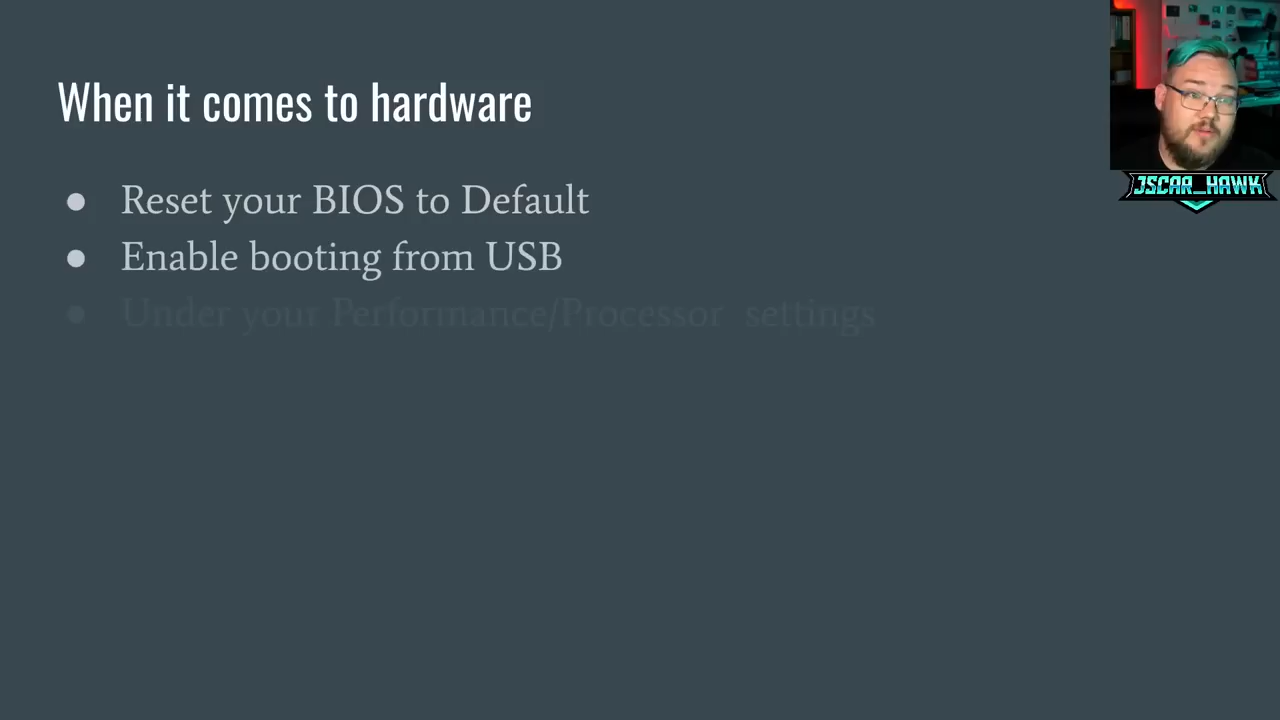 When it comes to hardware
● Reset your BIOS to Default
● Enable booting from USB
● Under your Performance/Processor settings
JSCAR_HAWK